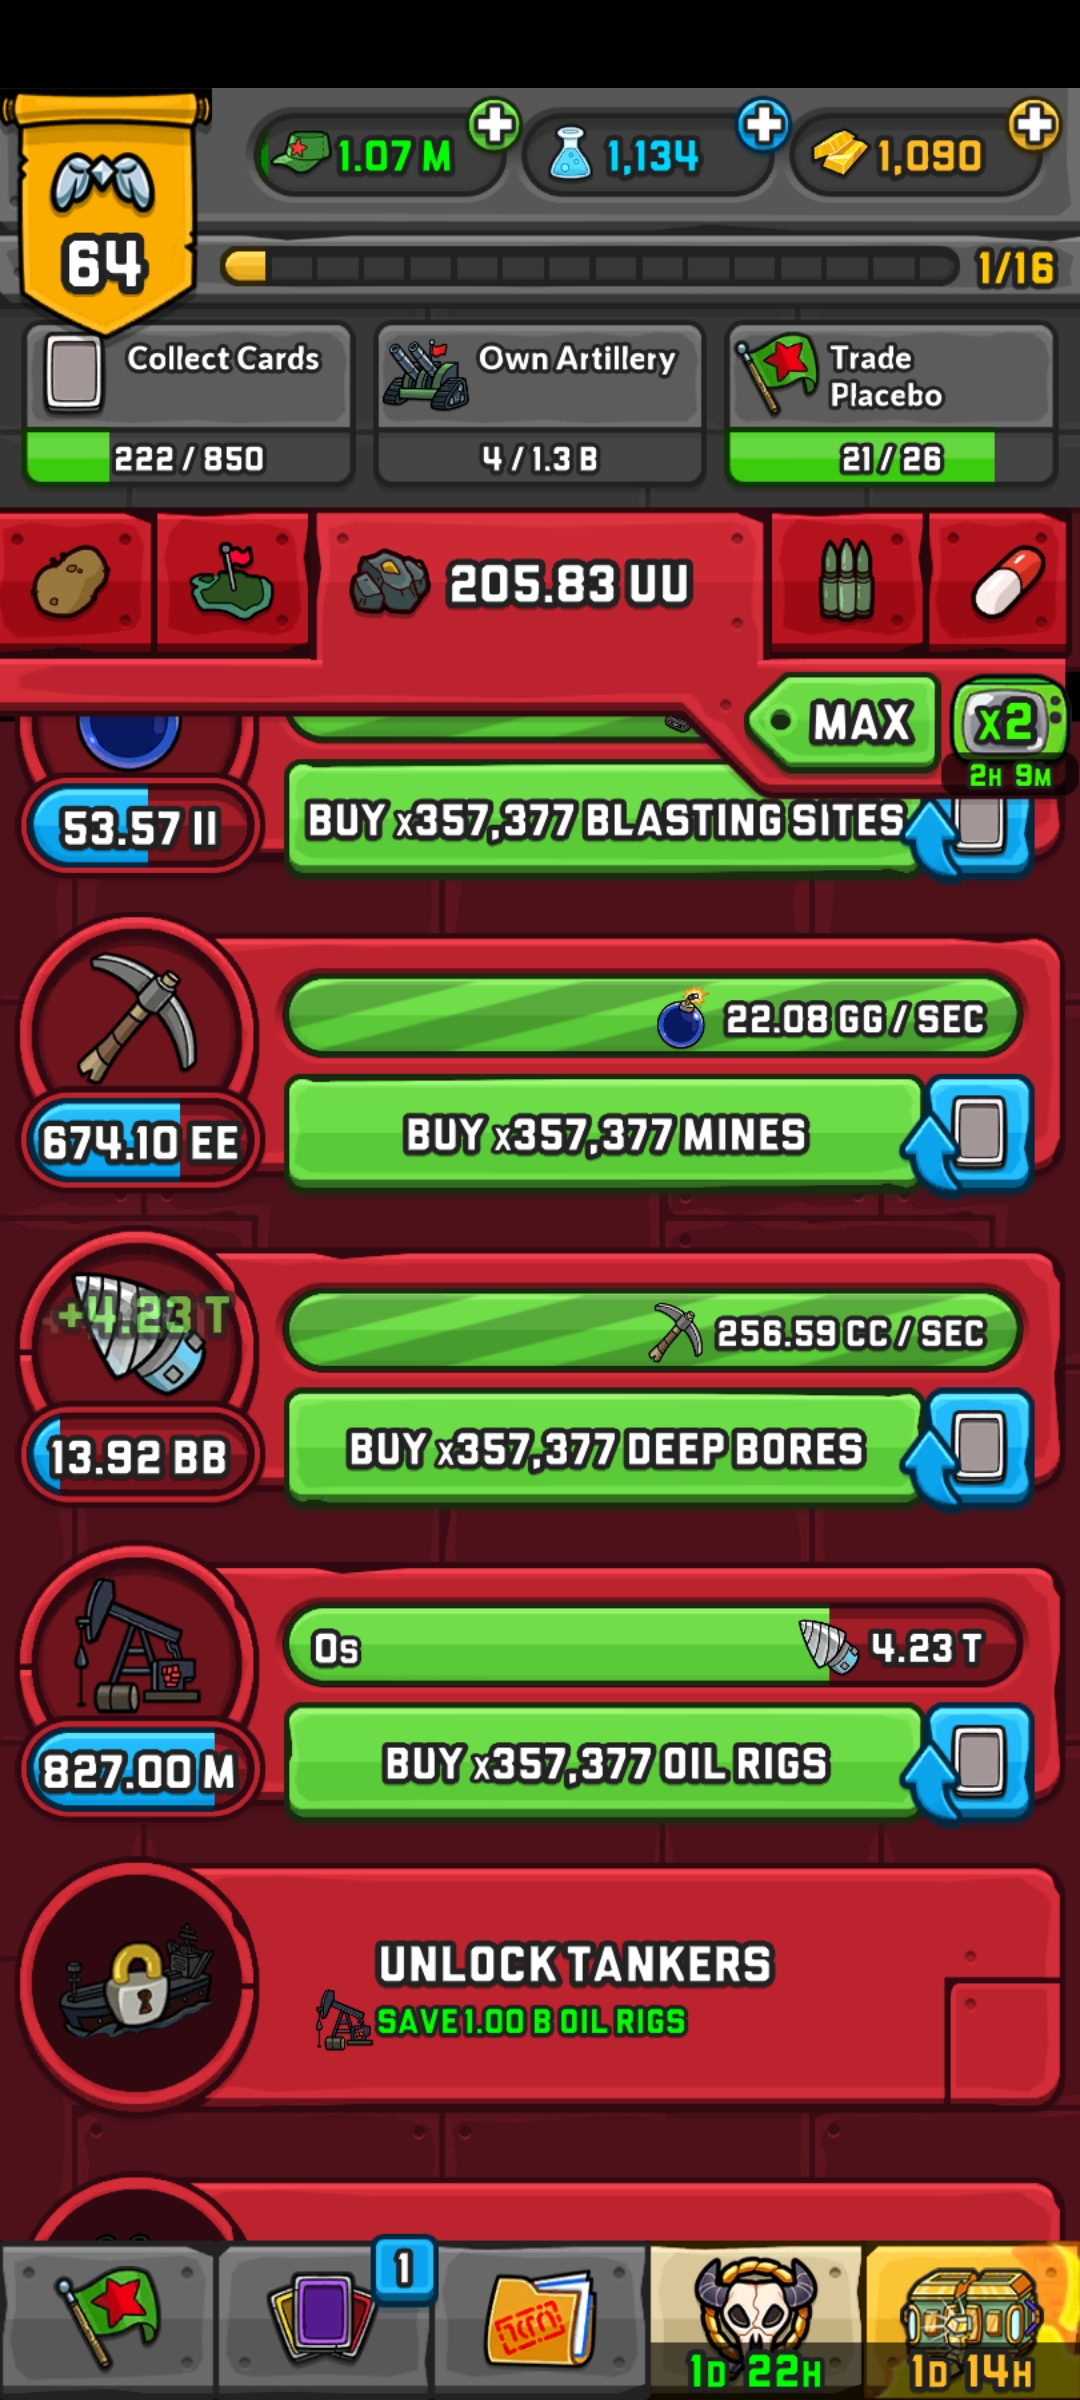 1.07 M
1,134
1,090
64
1/16
Collect Cards
222 / 850
Own Artillery
4 / 1.3 B
Trade
Placebo
21 / 26
205.83 UU
MAX
x2
2H 9M
53.57 II
BUY x357,377 BLASTING SITES
22.08 GG / SEC
674.10 EE
BUY x357,377 MINES
+4.23 T
256.59 CC / SEC
13.92 BB
BUY x357,377 DEEP BORES
0s
4.23 T
827.00 M
BUY x357,377 OIL RIGS
UNLOCK TANKERS
SAVE 1.00 B OIL RIGS
1
1D 22H
1D 14H